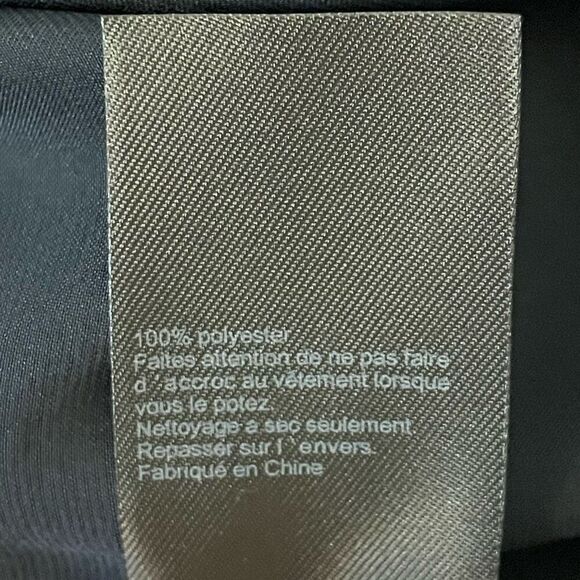 100% polyester
Faites attention de ne pas faire
d' accroc au vêtement lorsque
vous le potez.
Nettoyage a sec seulement
Repasser sur l 'envers.
Fabriqué en Chine